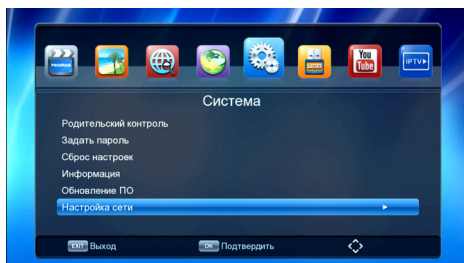 PROGRAM
USB
You
Tube
IPTV
Система
Родительский контроль
Задать пароль
Сброс настроек
Информация
Обновление ПО
Настройка сети
EXIT Выход
OK Подтвердить